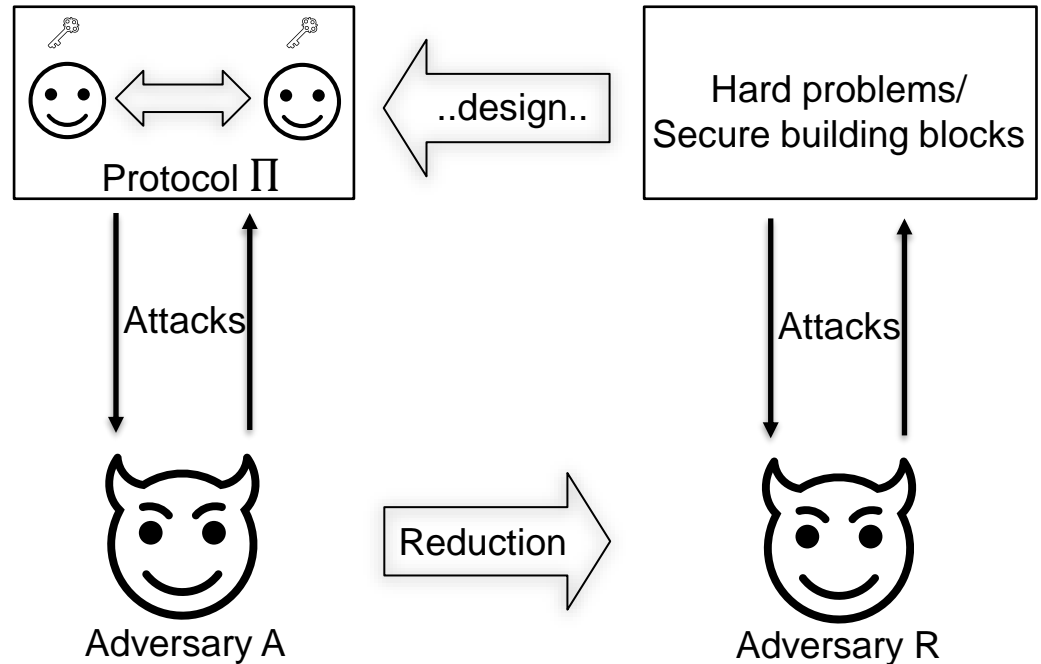 Protocol Π
..design..
Hard problems/
Secure building blocks
Attacks
Attacks
Reduction
Adversary A
Adversary R